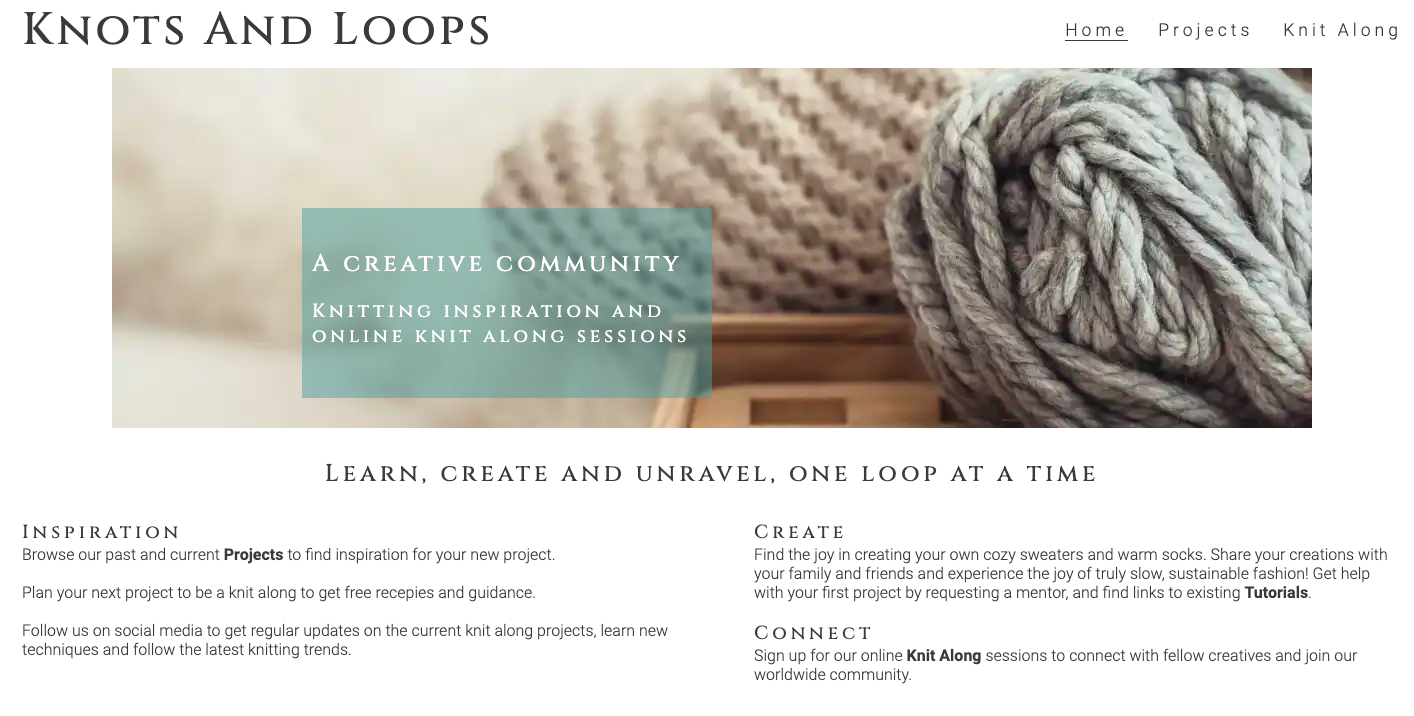 Knots And Loops
Home Projects Knit Along
A creative community
Knitting inspiration and
online knit along sessions
Learn, create and unravel, one loop at a time
Inspiration
Browse our past and current Projects to find inspiration for your new project.
Plan your next project to be a knit along to get free recepies and guidance.
Follow us on social media to get regular updates on the current knit along projects, learn new
techniques and follow the latest knitting trends.
Create
Find the joy in creating your own cozy sweaters and warm socks. Share your creations with
your family and friends and experience the joy of truly slow, sustainable fashion! Get help
with your first project by requesting a mentor, and find links to existing Tutorials.
Connect
Sign up for our online Knit Along sessions to connect with fellow creatives and join our
worldwide community.